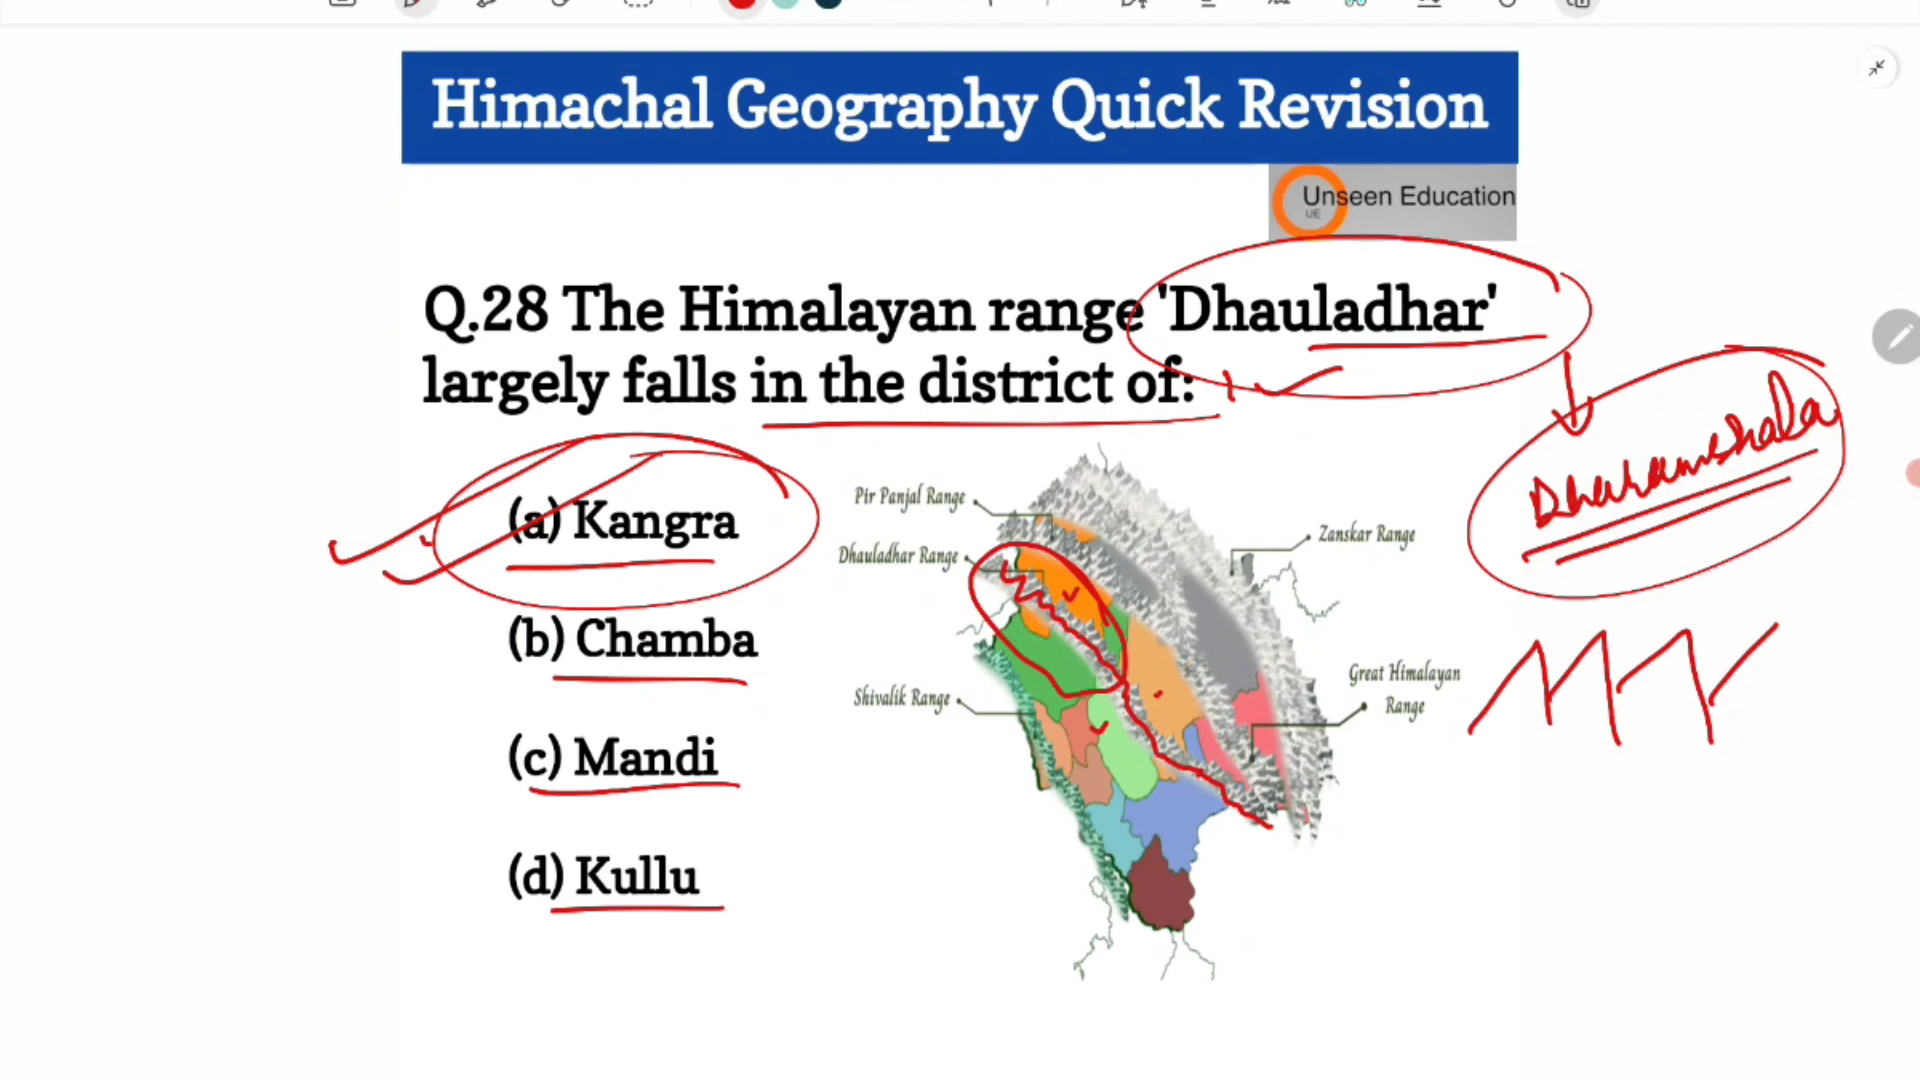 Himachal Geography Quick Revision
Unseen Education
UE
Q.28 The Himalayan range 'Dhauladhar'
largely falls in the district of:
Dharamshala
(a) Kangra
(b) Chamba
(c) Mandi
(d) Kullu
Pir Panjal Range
Dhauladhar Range
Shivalik Range
Zanskar Range
Great Himalayan
Range